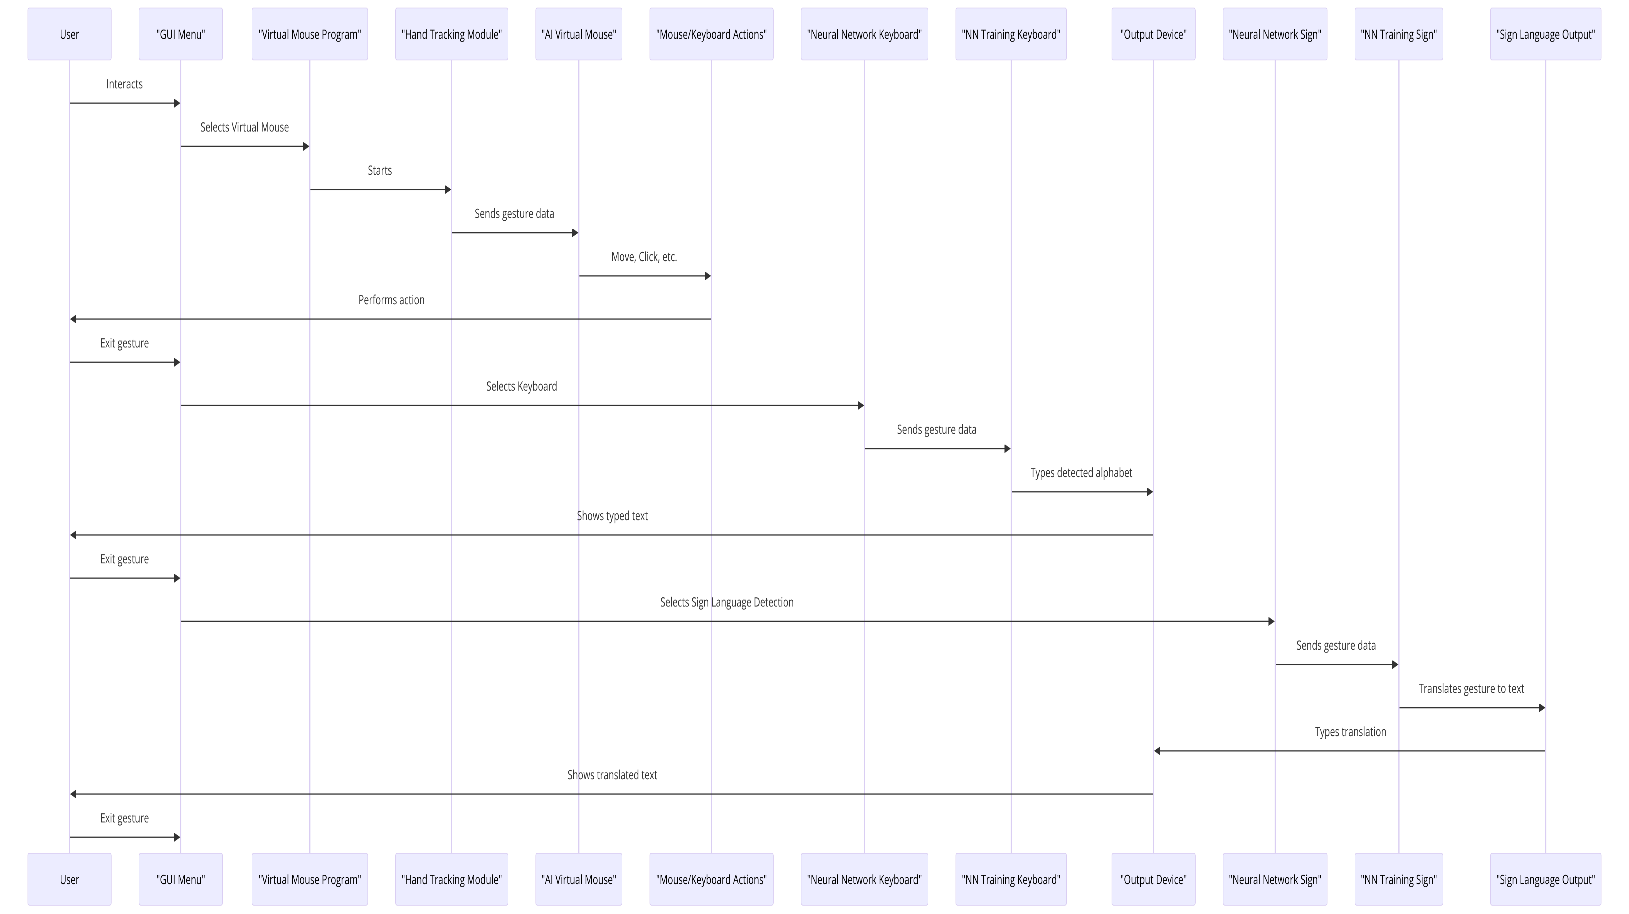 User
"GUI Menu"
"Virtual Mouse Program"
"Hand Tracking Module"
"AI Virtual Mouse"
"Mouse/Keyboard Actions"
"Neural Network Keyboard"
"NN Training Keyboard"
"Output Device"
"Neural Network Sign"
"NN Training Sign"
"Sign Language Output"
Interacts
Selects Virtual Mouse
Starts
Sends gesture data
Move, Click, etc.
Performs action
Exit gesture
Selects Keyboard
Sends gesture data
Types detected alphabet
Shows typed text
Exit gesture
Selects Sign Language Detection
Sends gesture data
Translates gesture to text
Types translation
Shows translated text
Exit gesture
User
"GUI Menu"
"Virtual Mouse Program"
"Hand Tracking Module"
"AI Virtual Mouse"
"Mouse/Keyboard Actions"
"Neural Network Keyboard"
"NN Training Keyboard"
"Output Device"
"Neural Network Sign"
"NN Training Sign"
"Sign Language Output"